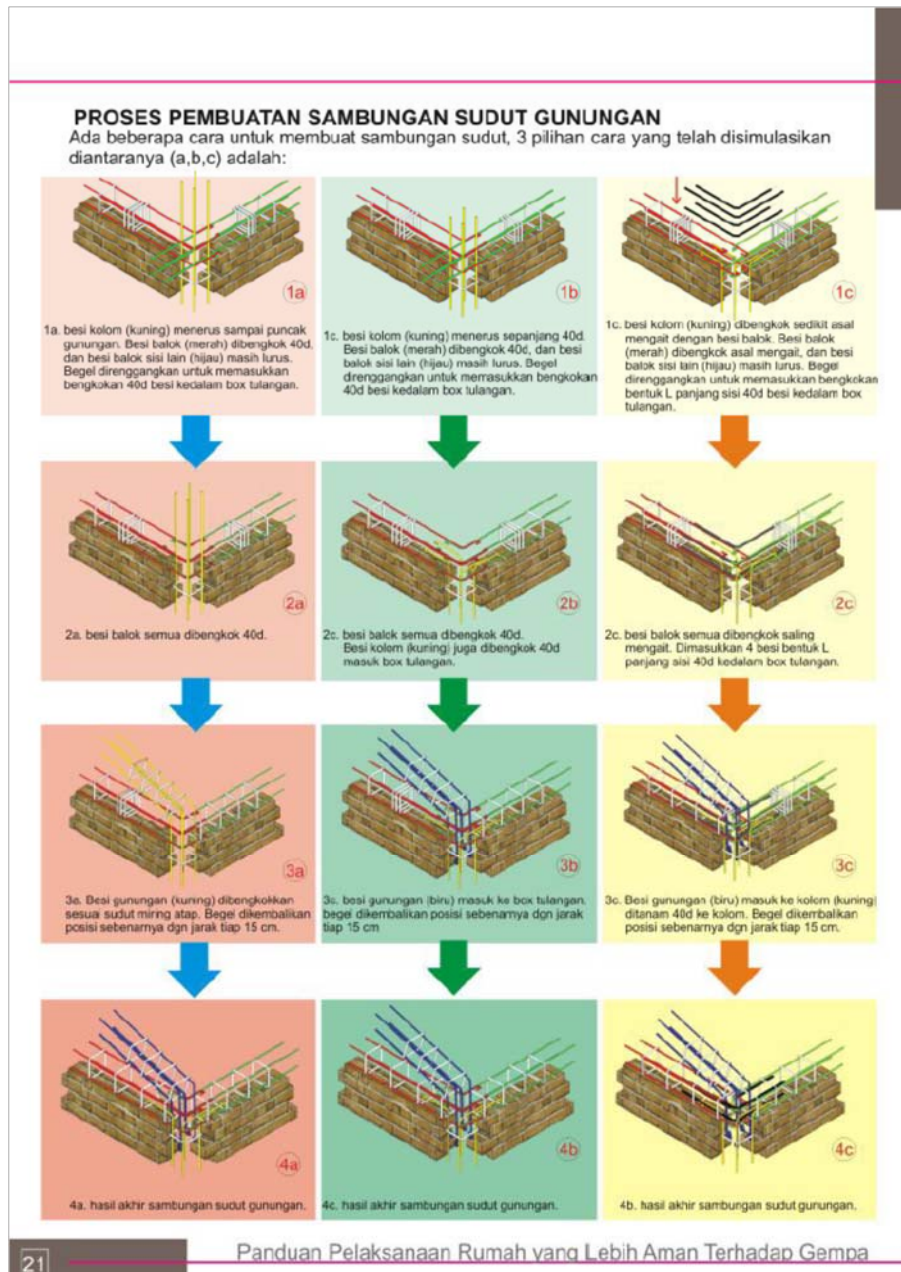 PROSES PEMBUATAN SAMBUNGAN SUDUT GUNUNGAN
Ada beberapa cara untuk membuat sambungan sudut, 3 pilihan cara yang telah disimulasikan
diantaranya (a,b,c) adalah:
1a
1a. besi kolom (kuning) menerus sampai puncak
gunungan. Besi balok (merah) dibengkok 40d,
dan besi balok sisi lain (hijau) masih lurus.
Begel direnggangkan untuk memasukkan
bengkokan 40d besi kedalam box tulangan.
1b
1c. besi kolom (kuning) menerus sepanjang 40d.
Besi balok (merah) dibengkok 40d, dan besi
balok sisi lain (hijau) masih lurus. Begel
direnggangkan untuk memasukkan bengkokan
40d besi kedalam box tulangan.
1c
1c. besi kolom (kuning) dibengkok sedikit asal
mengait dengan besi balok. Besi balok
(merah) dibengkok asal mengait, dan besi
balok sisi lain (hijau) masih lurus. Begel
direnggangkan untuk memasukkan bengkokan
bentuk L panjang sisi 40d besi kedalam box
tulangan.
2a
2a. besi balok semua dibengkok 40d.
2b
2c. besi balok semua dibengkok 40d.
Besi kolom (kuning) juga dibengkok 40d
masuk box tulangan.
2c
2c. besi balok semua dibengkok saling
mengait. Dimasukkan 4 besi bentuk L
panjang sisi 40d kedalam box tulangan.
3a
3a. Besi gunungan (kuning) dibengkokkan
sesuai sudut miring atap. Begel dikembalikan
posisi sebenarnya dgn jarak tiap 15 cm.
3b
3c. besi gunungan (biru) masuk ke box tulangan.
begel dikembalikan posisi sebenarnya dgn jarak
tiap 15 cm
3c
3c. Besi gunungan (biru) masuk ke kolom (kuning)
ditanam 40d ke kolom. Begel dikembalikan
posisi sebenarnya dgn jarak tiap 15 cm.
4a
4a. hasil akhir sambungan sudut gunungan.
4b
4c. hasil akhir sambungan sudut gunungan.
4c
4b. hasil akhir sambungan sudut gunungan.
21
Panduan Pelaksanaan Rumah yang Lebih Aman Terhadap Gempa